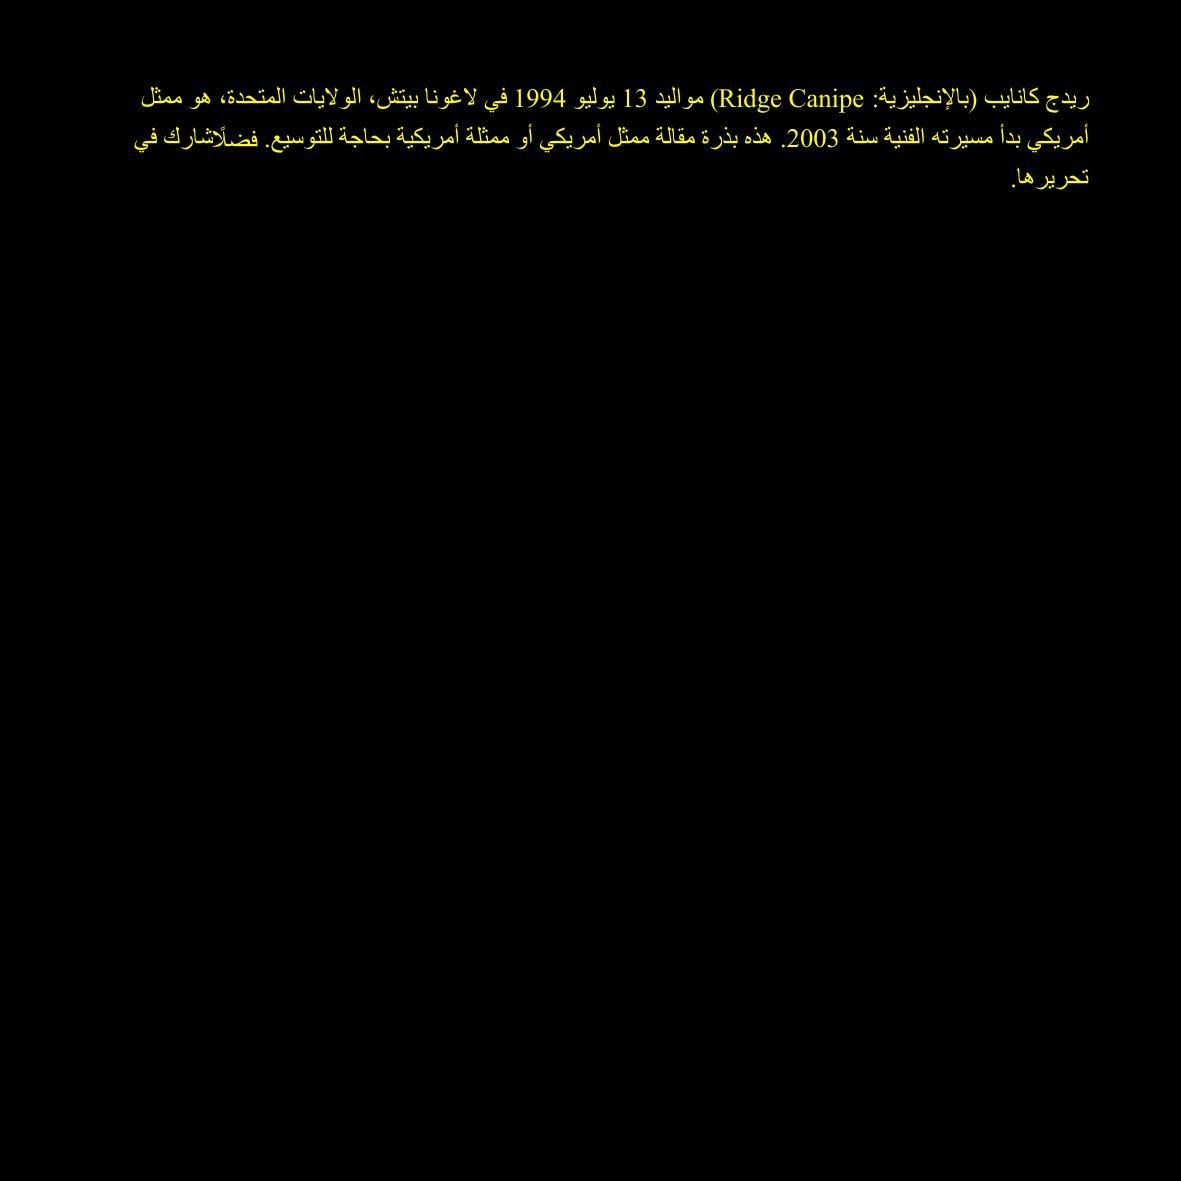 ريدج كانايب (بالإنجليزية: Ridge Canipe) مواليد 13 يوليو 1994 في لاغونا بيتش، الولايات المتحدة، هو ممثل
أمريكي بدأ مسيرته الفنية سنة 2003. هذه بذرة مقالة ممثل أمريكي أو ممثلة أمريكية بحاجة للتوسيع. فضلًاشارك في
تحريرها.